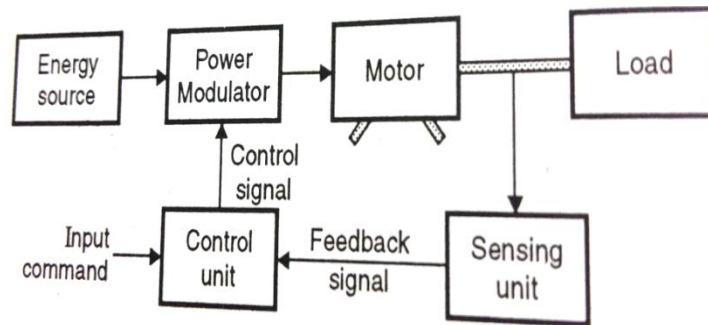 Energy
source
Power
Modulator
Motor
Load
Control
signal
Input
command
Control
unit
Feedback
signal
Sensing
unit